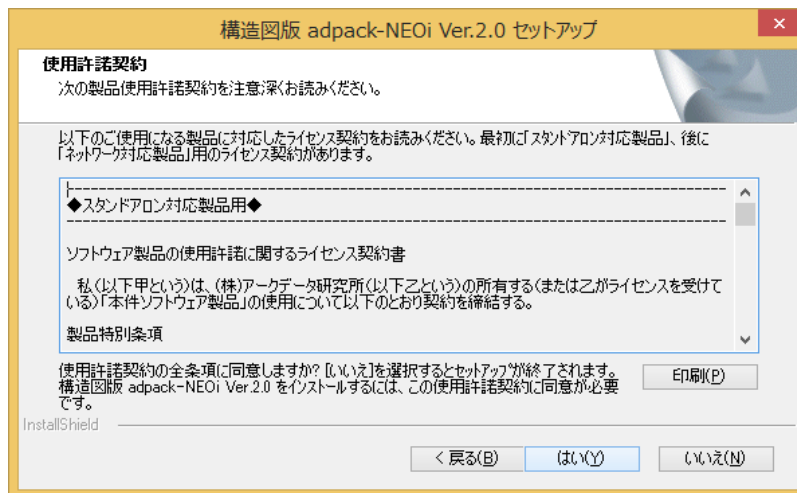 構造図版 adpack-NEOi Ver.2.0 セットアップ
使用許諾契約
次の製品使用許諾契約を注意深くお読みください。
以下のご使用になる製品に対応したライセンス契約をお読みください。最初に「スタンドアロン対応製品」、後に
「ネットワーク対応製品」用のライセンス契約があります。
--------------------------------------------------------------------------------
◆スタンドアロン対応製品用◆
--------------------------------------------------------------------------------
ソフトウェア製品の使用許諾に関するライセンス契約書
私(以下甲という)は、(株)アークデータ研究所(以下乙という)の所有する(または乙がライセンスを受けて
いる)「本件ソフトウェア製品」の使用について以下のとおり契約を締結する。
製品特別条項
使用許諾契約の全条項に同意しますか? [いいえ]を選択するとセットアップが終了されます。
構造図版 adpack-NEOi Ver.2.0 をインストールするには、この使用許諾契約に同意が必要
です。
印刷(P)
InstallShield
< 戻る(B)
はい(Y)
いいえ(N)